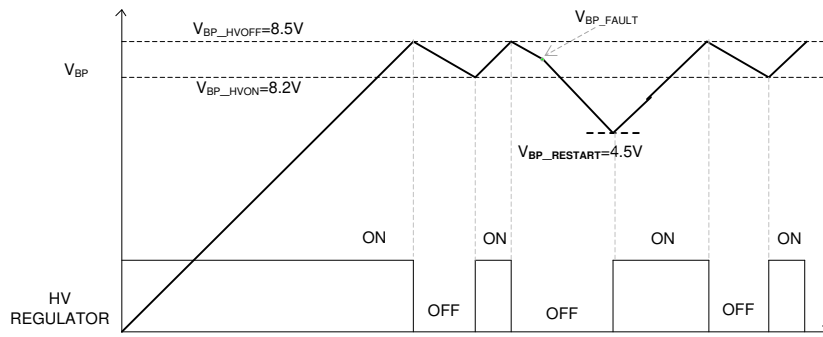 V_BP_FAULT
V_BP_HVOFF=8.5V
V_BP
V_BP_HVON=8.2V
V_BP_RESTART=4.5V
ON ON ON ON
HV
REGULATOR
OFF OFF OFF